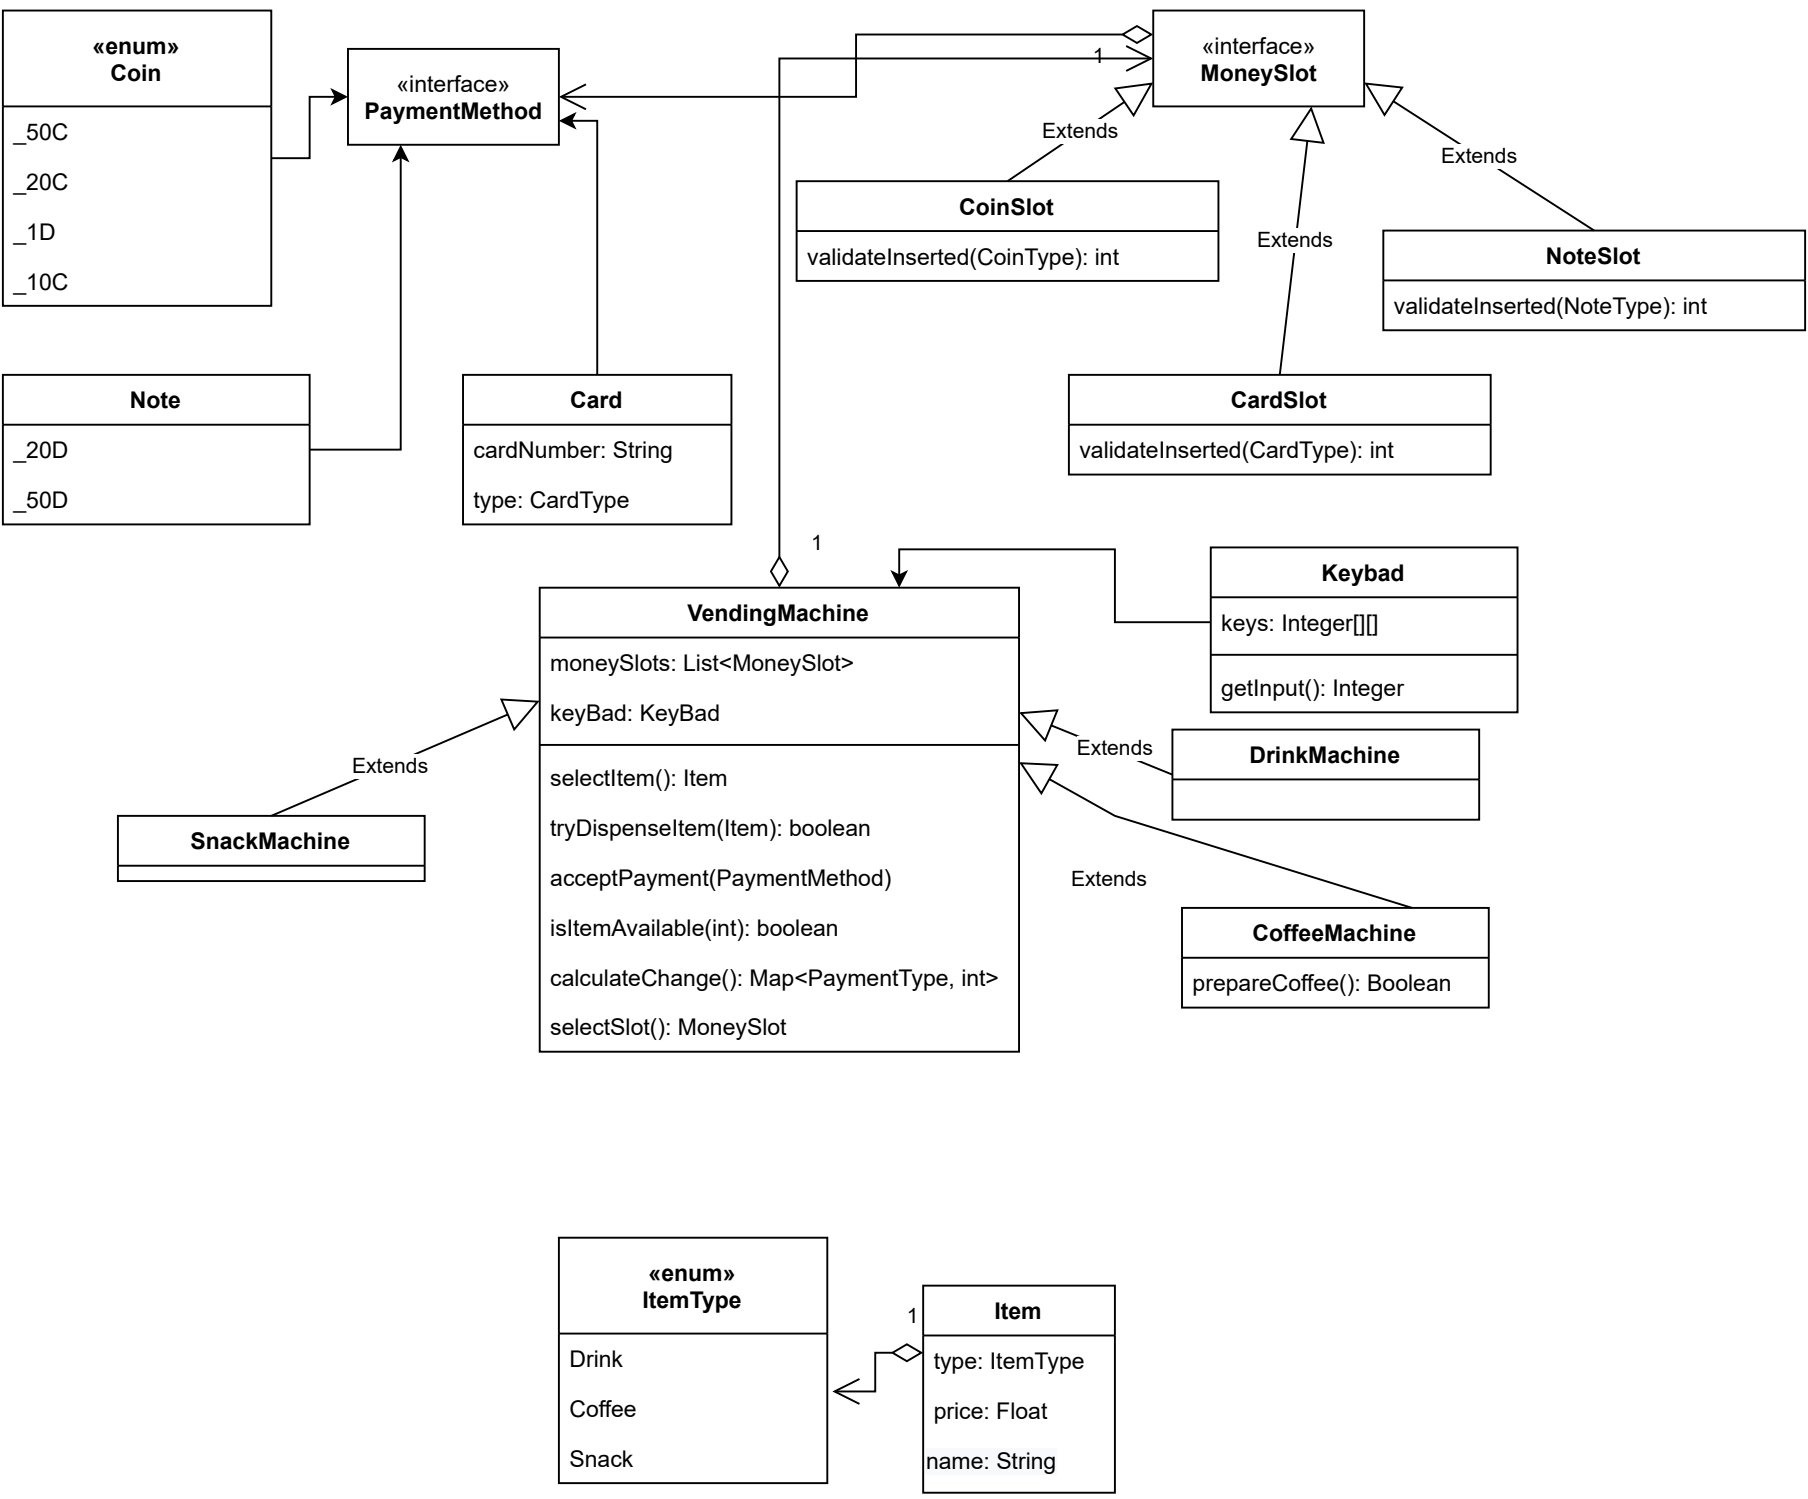 «enum»
Coin
_50C
_20C
_1D
_10C
«interface»
PaymentMethod
1
«interface»
MoneySlot
Extends
Extends
Extends
CoinSlot
validateInserted(CoinType): int
NoteSlot
validateInserted(NoteType): int
Note
_20D
_50D
Card
cardNumber: String
type: CardType
CardSlot
validateInserted(CardType): int
1
VendingMachine
moneySlots: List<MoneySlot>
keyBad: KeyBad
selectItem(): Item
tryDispenseItem(Item): boolean
acceptPayment(PaymentMethod)
isItemAvailable(int): boolean
calculateChange(): Map<PaymentType, int>
selectSlot(): MoneySlot
Keybad
keys: Integer[][]
getInput(): Integer
Extends
DrinkMachine
Extends
SnackMachine
Extends
CoffeeMachine
prepareCoffee(): Boolean
«enum»
ItemType
Drink
Coffee
Snack
1
Item
type: ItemType
price: Float
name: String